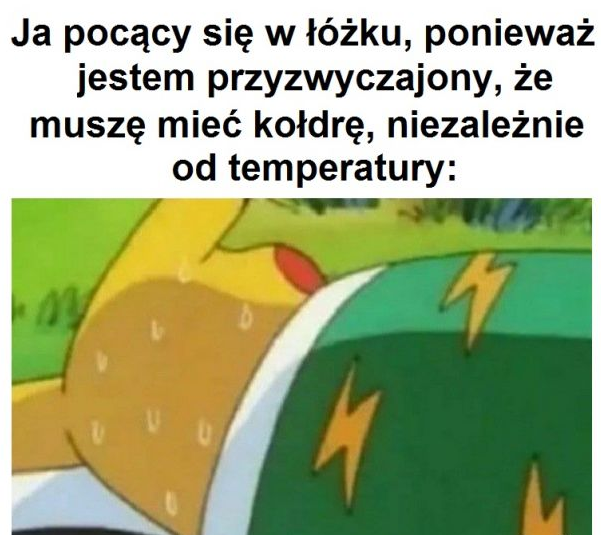 Ja pocący się w łóżku, ponieważ
jestem przyzwyczajony, że
muszę mieć kołdrę, niezależnie
od temperatury: